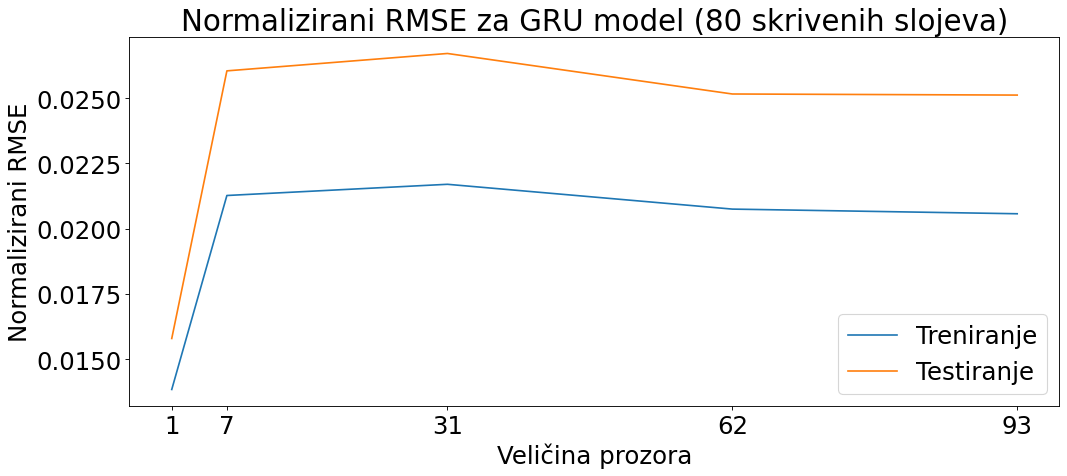 Normalizirani RMSE za GRU model (80 skrivenih slojeva)
Normalizirani RMSE
0.0250
0.0225
0.0200
0.0175
0.0150
Treniranje
Testiranje
1 7 31 62 93
Veličina prozora